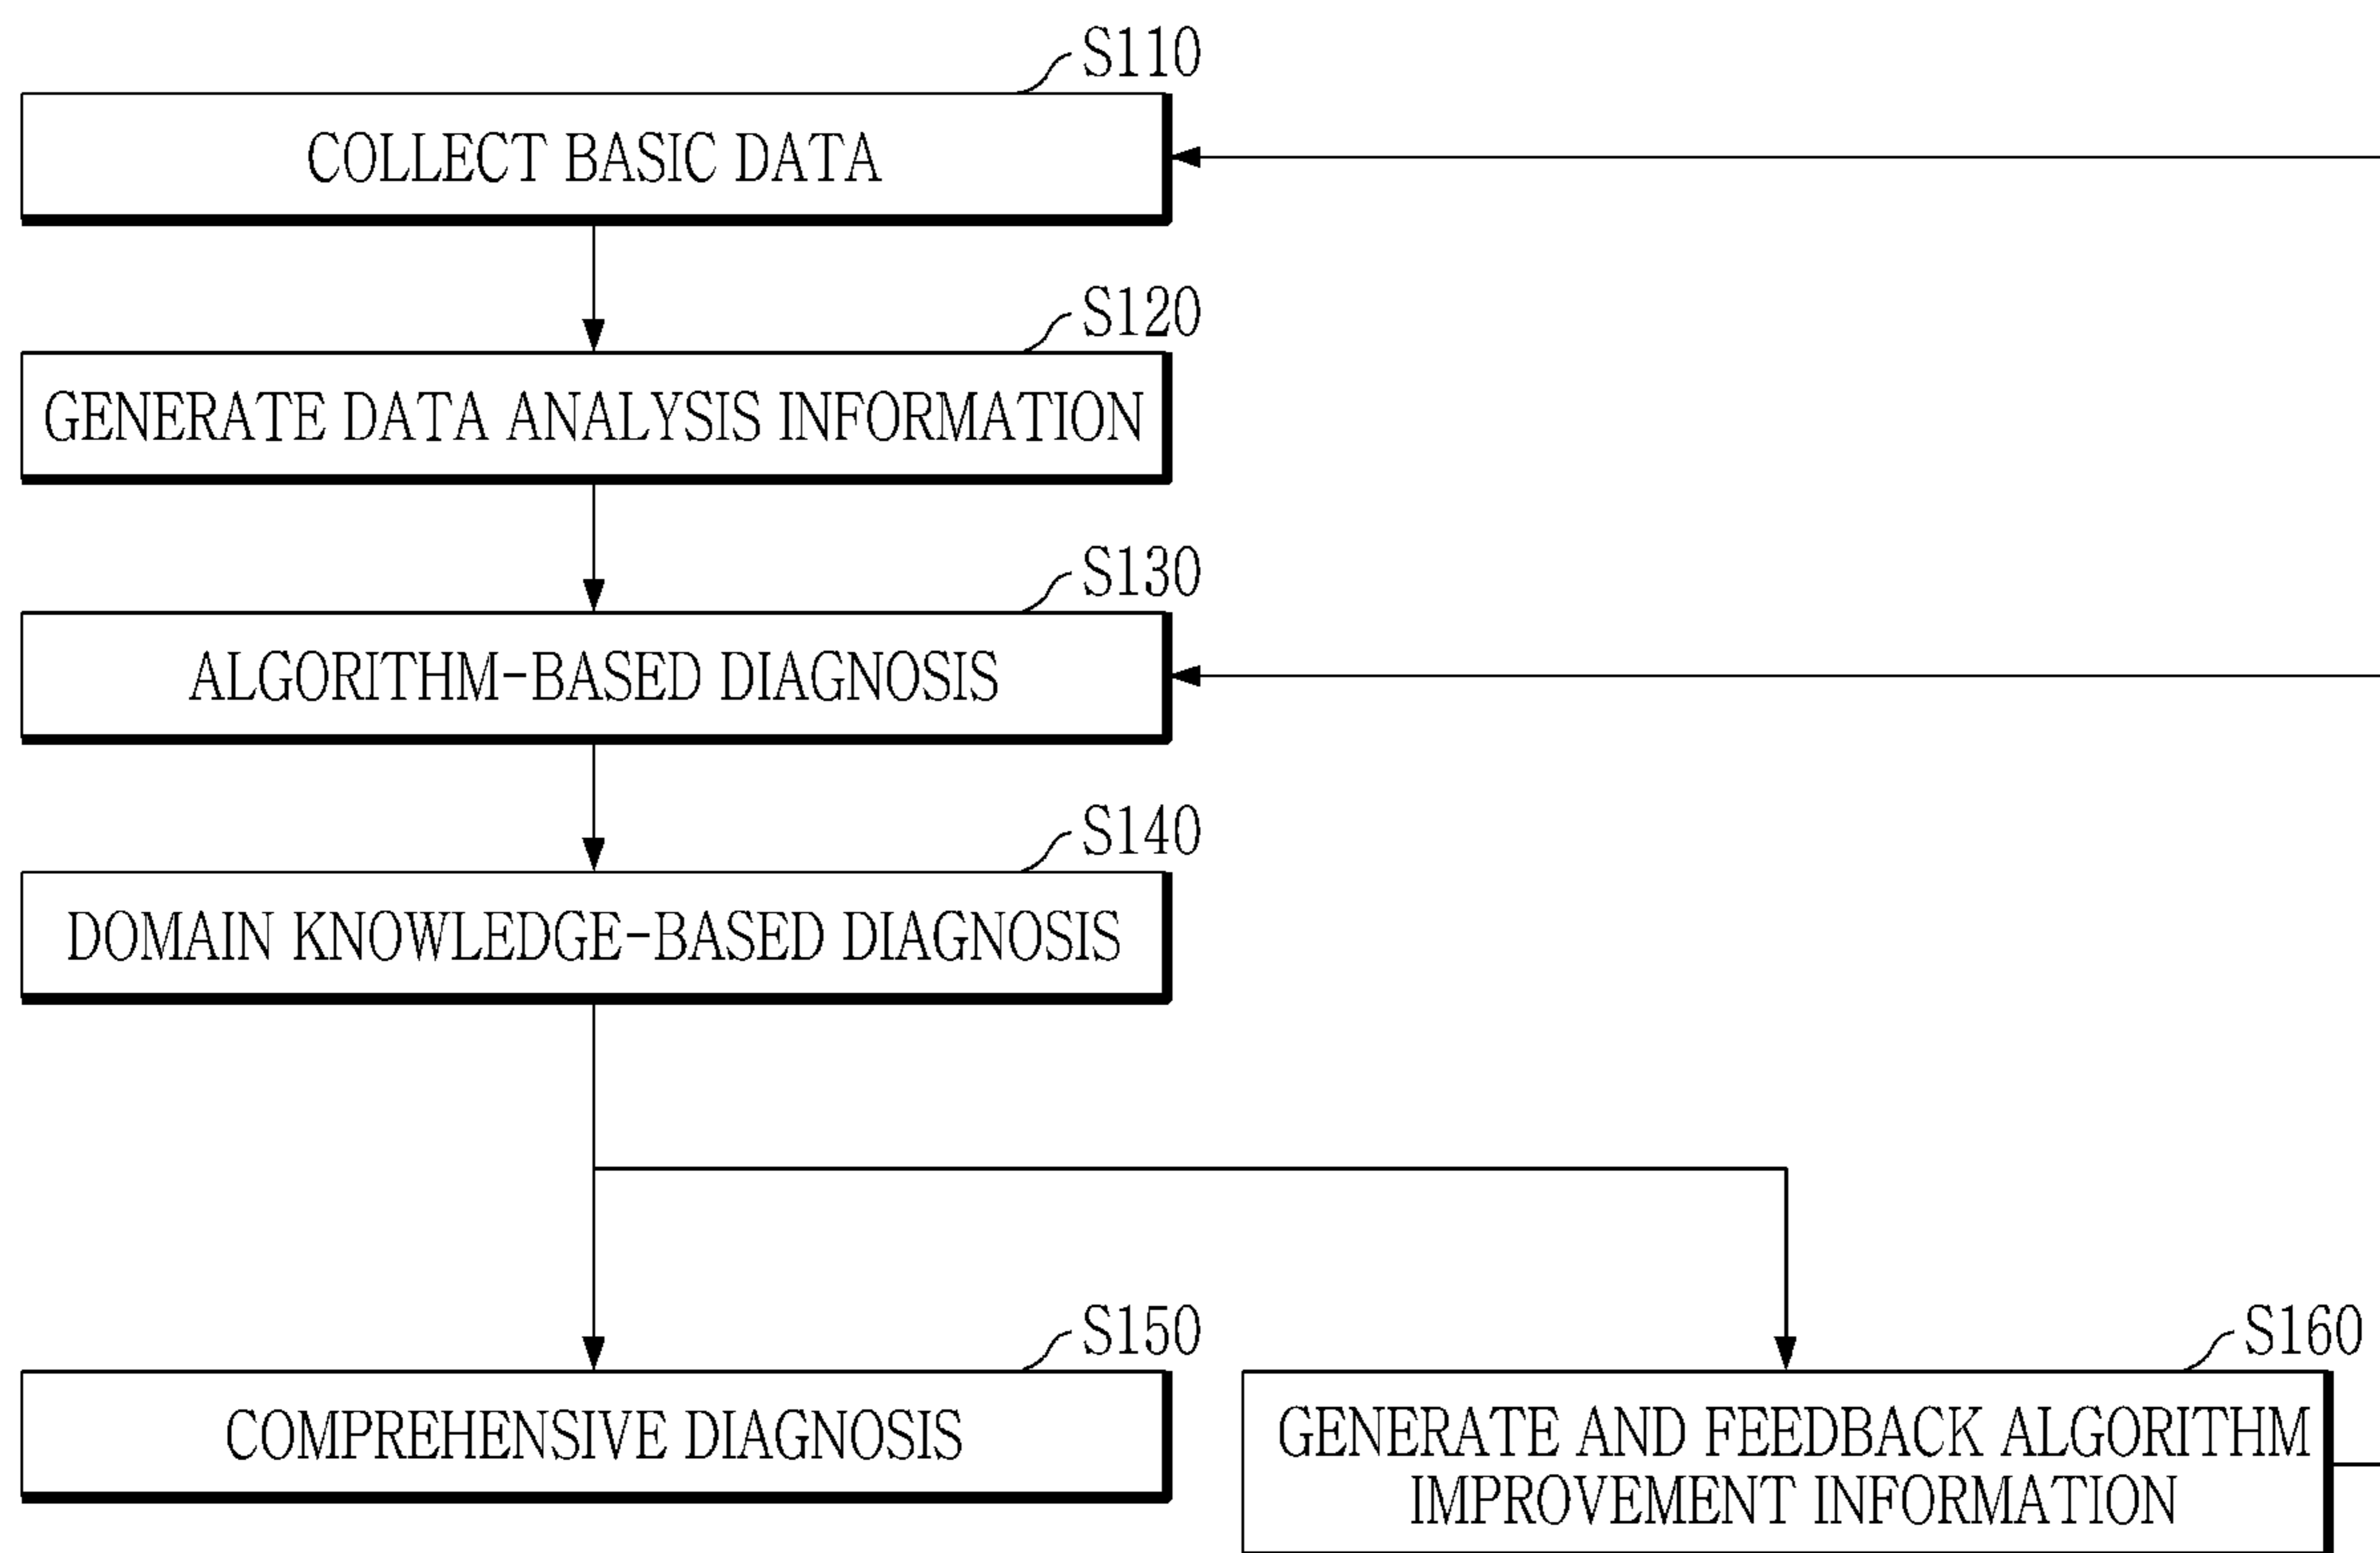 S110
COLLECT BASIC DATA
S120
GENERATE DATA ANALYSIS INFORMATION
S130
ALGORITHM-BASED DIAGNOSIS
S140
DOMAIN KNOWLEDGE-BASED DIAGNOSIS
S150
COMPREHENSIVE DIAGNOSIS
S160
GENERATE AND FEEDBACK ALGORITHM
IMPROVEMENT INFORMATION